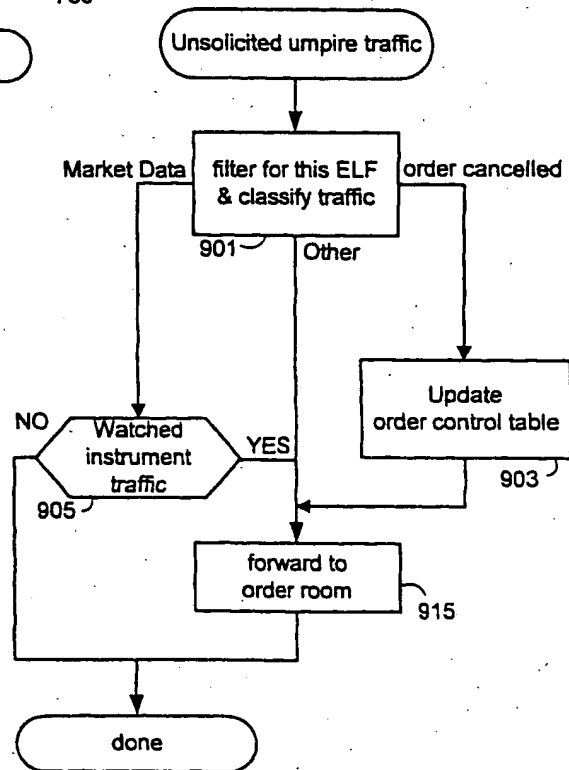 Unsolicited umpire traffic
Market Data
filter for this ELF
& classify traffic
order cancelled
901
Other
Update
order control table
903
NO
Watched
instrument
traffic
YES
905
forward to
order room
915
done